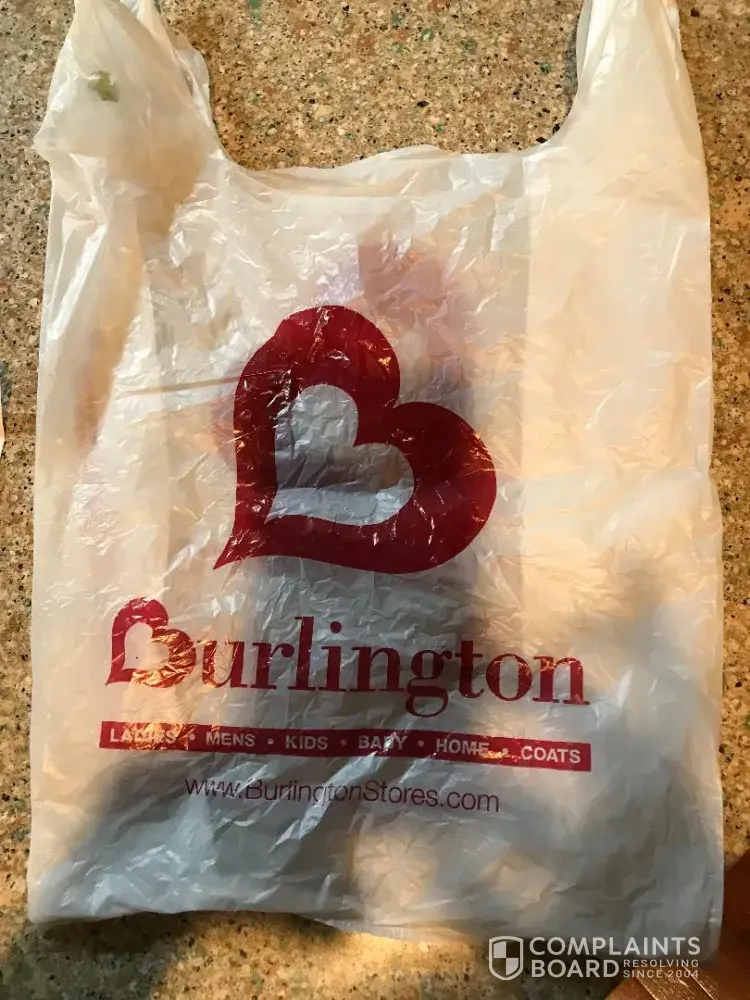 Burlington
LADIES • MENS • KIDS • BABY • HOME • COATS
www.BurlingtonStores.com
COMPLAINTS
BOARD RESOLVING
SINCE 2004